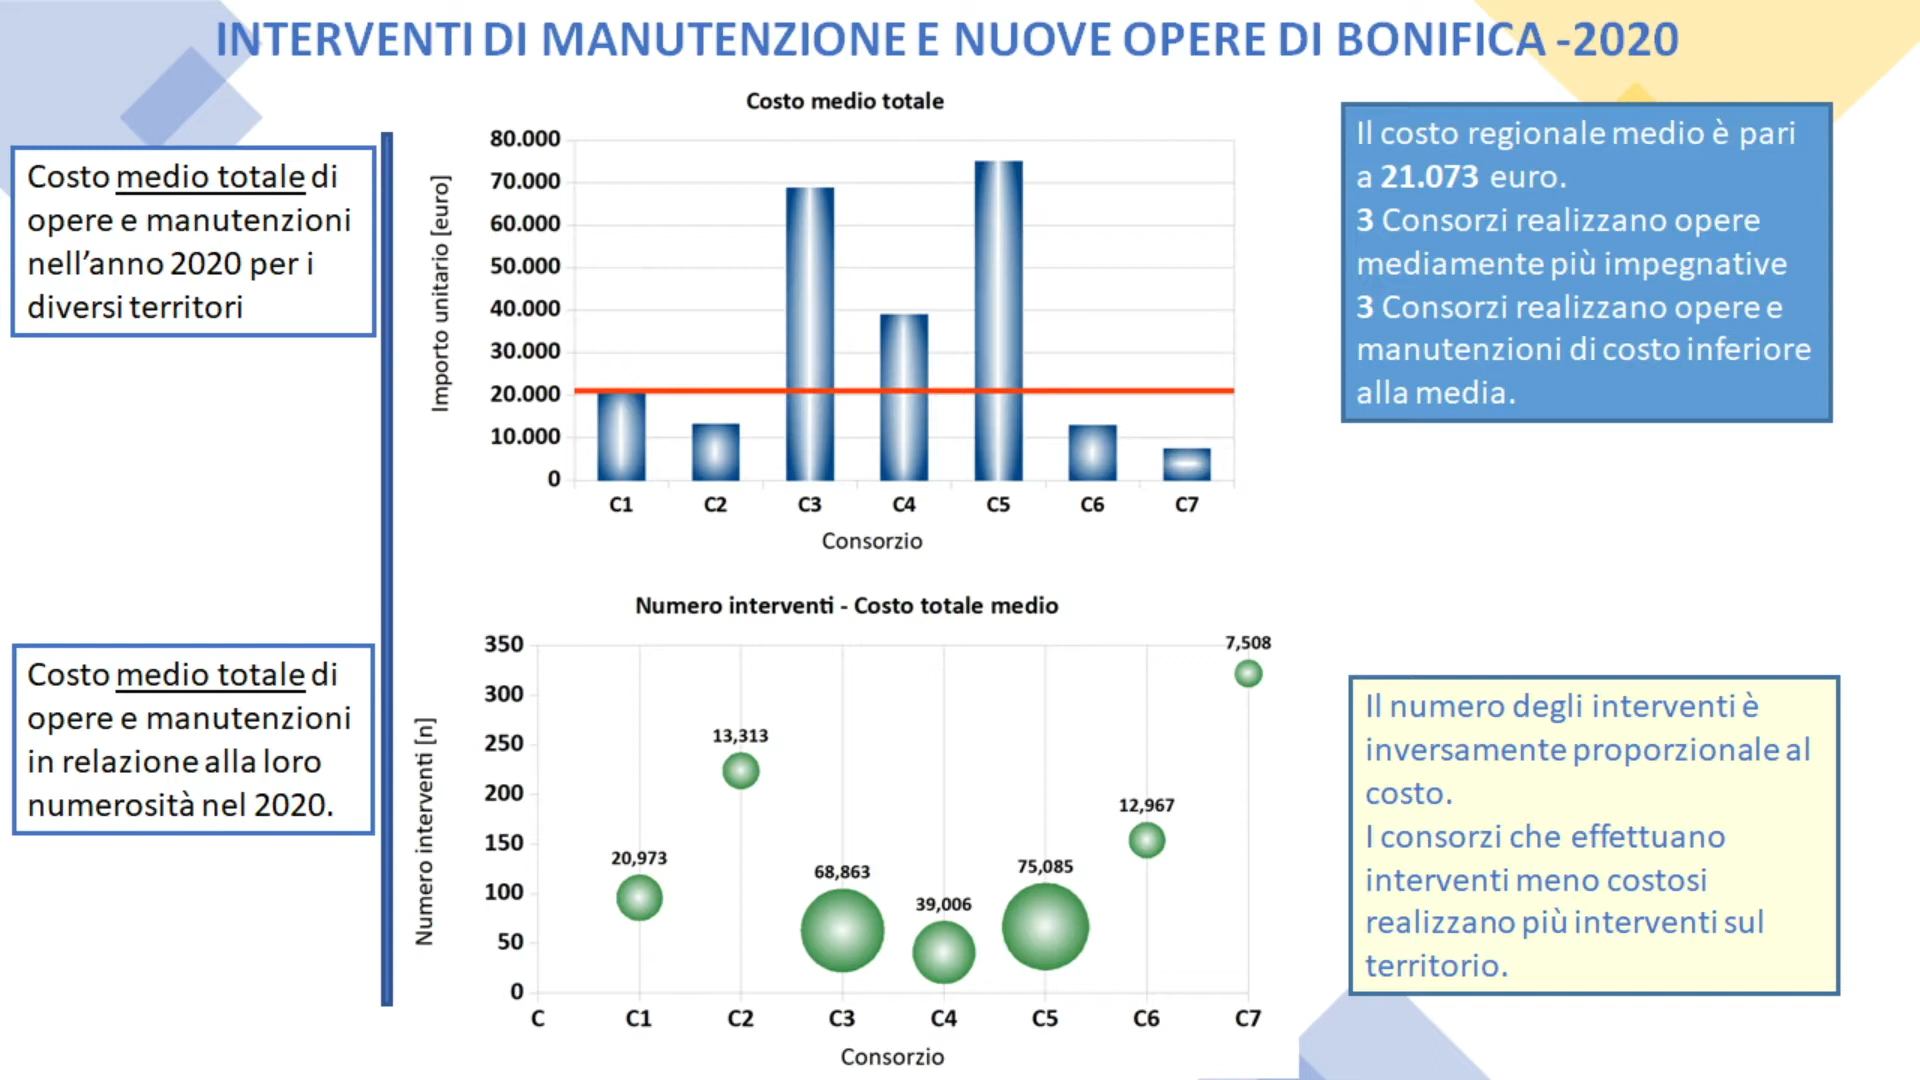 INTERVENTI DI MANUTENZIONE E NUOVE OPERE DI BONIFICA -2020
Costo medio totale di
opere e manutenzioni
nell'anno 2020 per i
diversi territori
Costo medio totale
Importo unitario [euro]
80.000
70.000
60.000
50.000
40.000
30.000
20.000
10.000
0
C1 C2 C3 C4 C5 C6 C7
Consorzio
Il costo regionale medio è pari
a 21.073 euro.
3 Consorzi realizzano opere
mediamente più impegnative
3 Consorzi realizzano opere e
manutenzioni di costo inferiore
alla media.
Costo medio totale di
opere e manutenzioni
in relazione alla loro
numerosità nel 2020.
Numero interventi - Costo totale medio
Numero interventi [n]
350
300
250
200
150
100
50
0
20,973
13,313
68,863
39,006
75,085
12,967
7,508
C C1 C2 C3 C4 C5 C6 C7
Consorzio
Il numero degli interventi è
inversamente proporzionale al
costo.
I consorzi che effettuano
interventi meno costosi
realizzano più interventi sul
territorio.